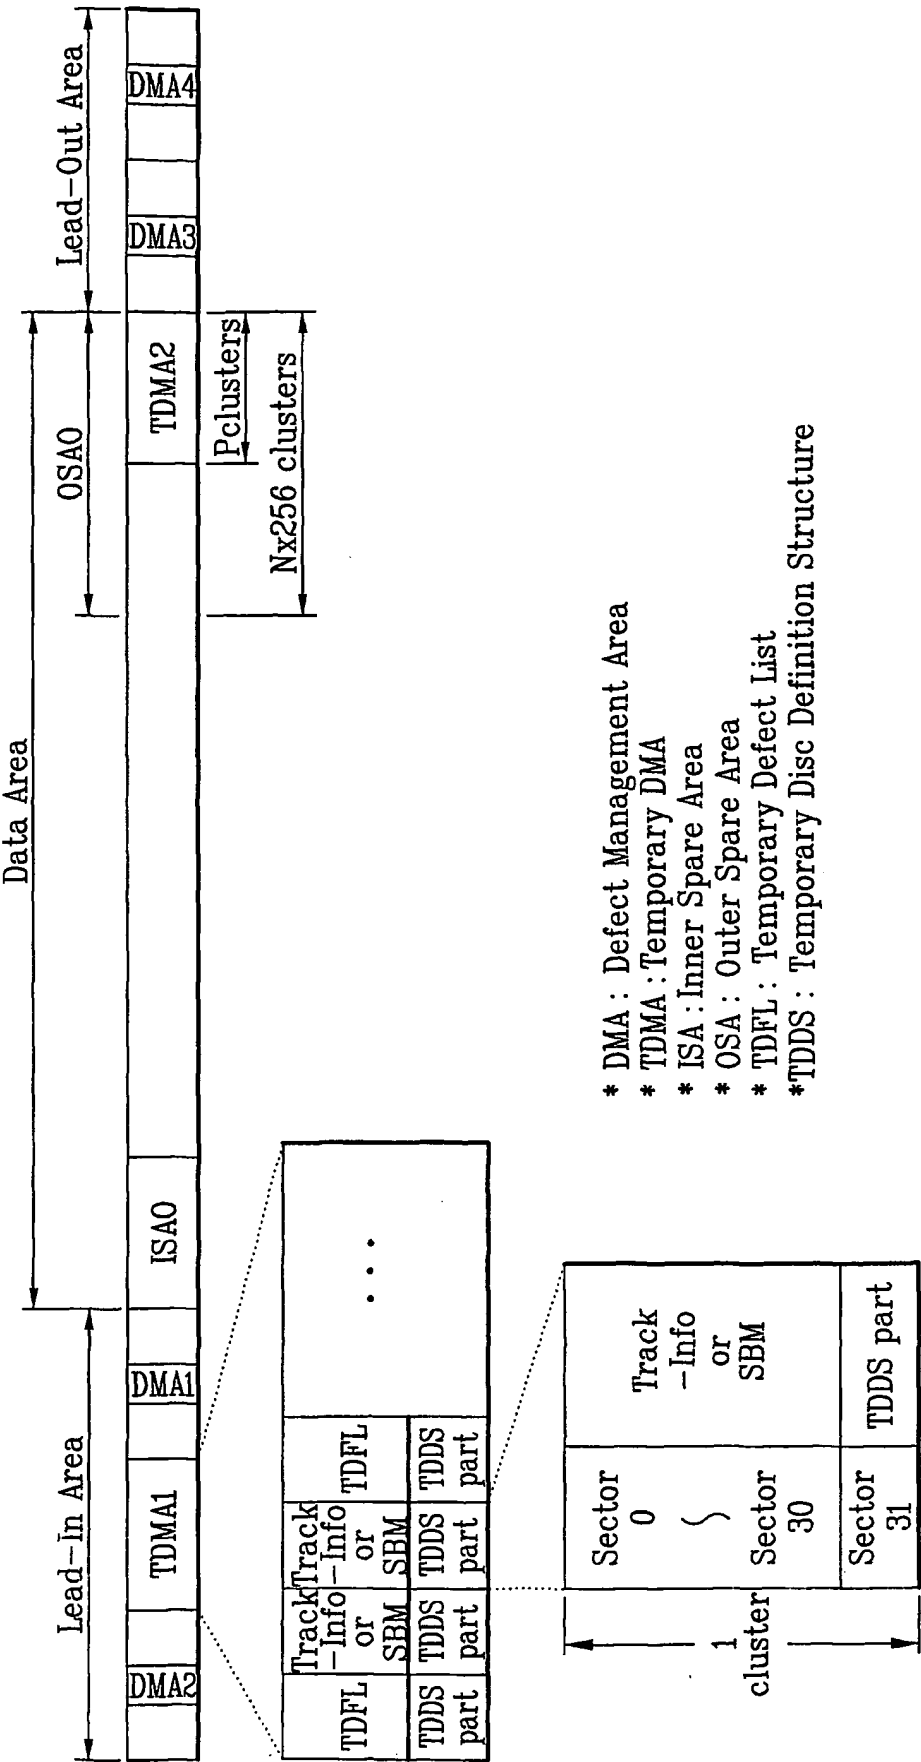 Data Area
Lead-In Area
OSA0
Lead-Out Area
DMA2
TDMA1
DMA1
ISA0
TDMA2
DMA3
DMA4
Pclusters
Nx256 clusters
TDFL
TDDS
part
Track
-Info
or
SBM
TDDS
part
Track
-Info
or
SBM
TDDS
part
TDFL
TDDS
part
• • •
1
cluster
Sector
0
~
Sector
30
Track
-Info
or
SBM
Sector
31
TDDS part
* DMA : Defect Management Area
* TDMA : Temporary DMA
* ISA : Inner Spare Area
* OSA : Outer Spare Area
* TDFL : Temporary Defect List
*TDDS : Temporary Disc Definition Structure